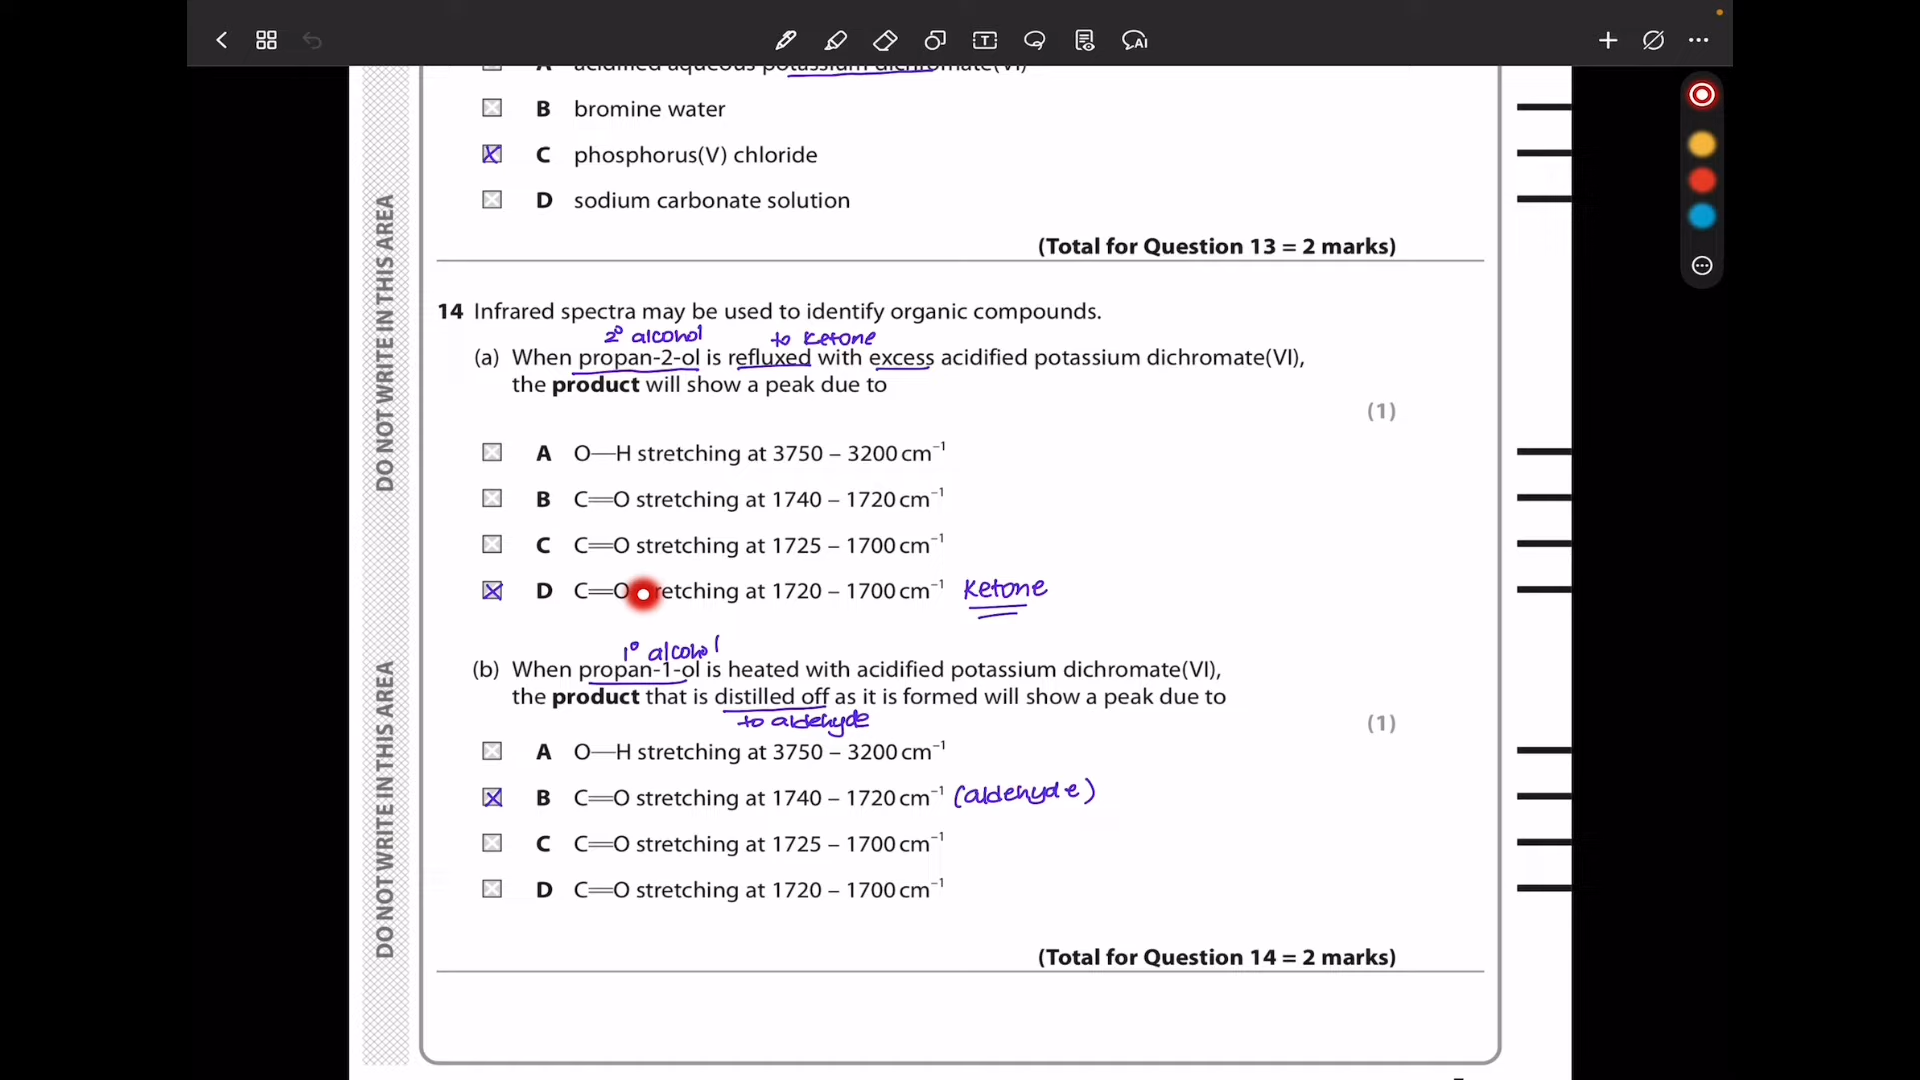 AI
A acidified aqueous potassium dichromate(VI)
B bromine water
C phosphorus(V) chloride
D sodium carbonate solution
(Total for Question 13 = 2 marks)
14 Infrared spectra may be used to identify organic compounds.
2° alcohol to ketone
(a) When propan-2-ol is refluxed with excess acidified potassium dichromate(VI),
the product will show a peak due to
(1)
A O—H stretching at 3750 – 3200 cm⁻¹
B C=O stretching at 1740 – 1720 cm⁻¹
C C=O stretching at 1725 – 1700 cm⁻¹
D C=O stretching at 1720 – 1700 cm⁻¹ Ketone
1° alcohol
(b) When propan-1-ol is heated with acidified potassium dichromate(VI),
the product that is distilled off as it is formed will show a peak due to
to aldehyde
(1)
A O—H stretching at 3750 – 3200 cm⁻¹
B C=O stretching at 1740 – 1720 cm⁻¹ (aldehyde)
C C=O stretching at 1725 – 1700 cm⁻¹
D C=O stretching at 1720 – 1700 cm⁻¹
(Total for Question 14 = 2 marks)
DO NOT WRITE IN THIS AREA
DO NOT WRITE IN THIS AREA